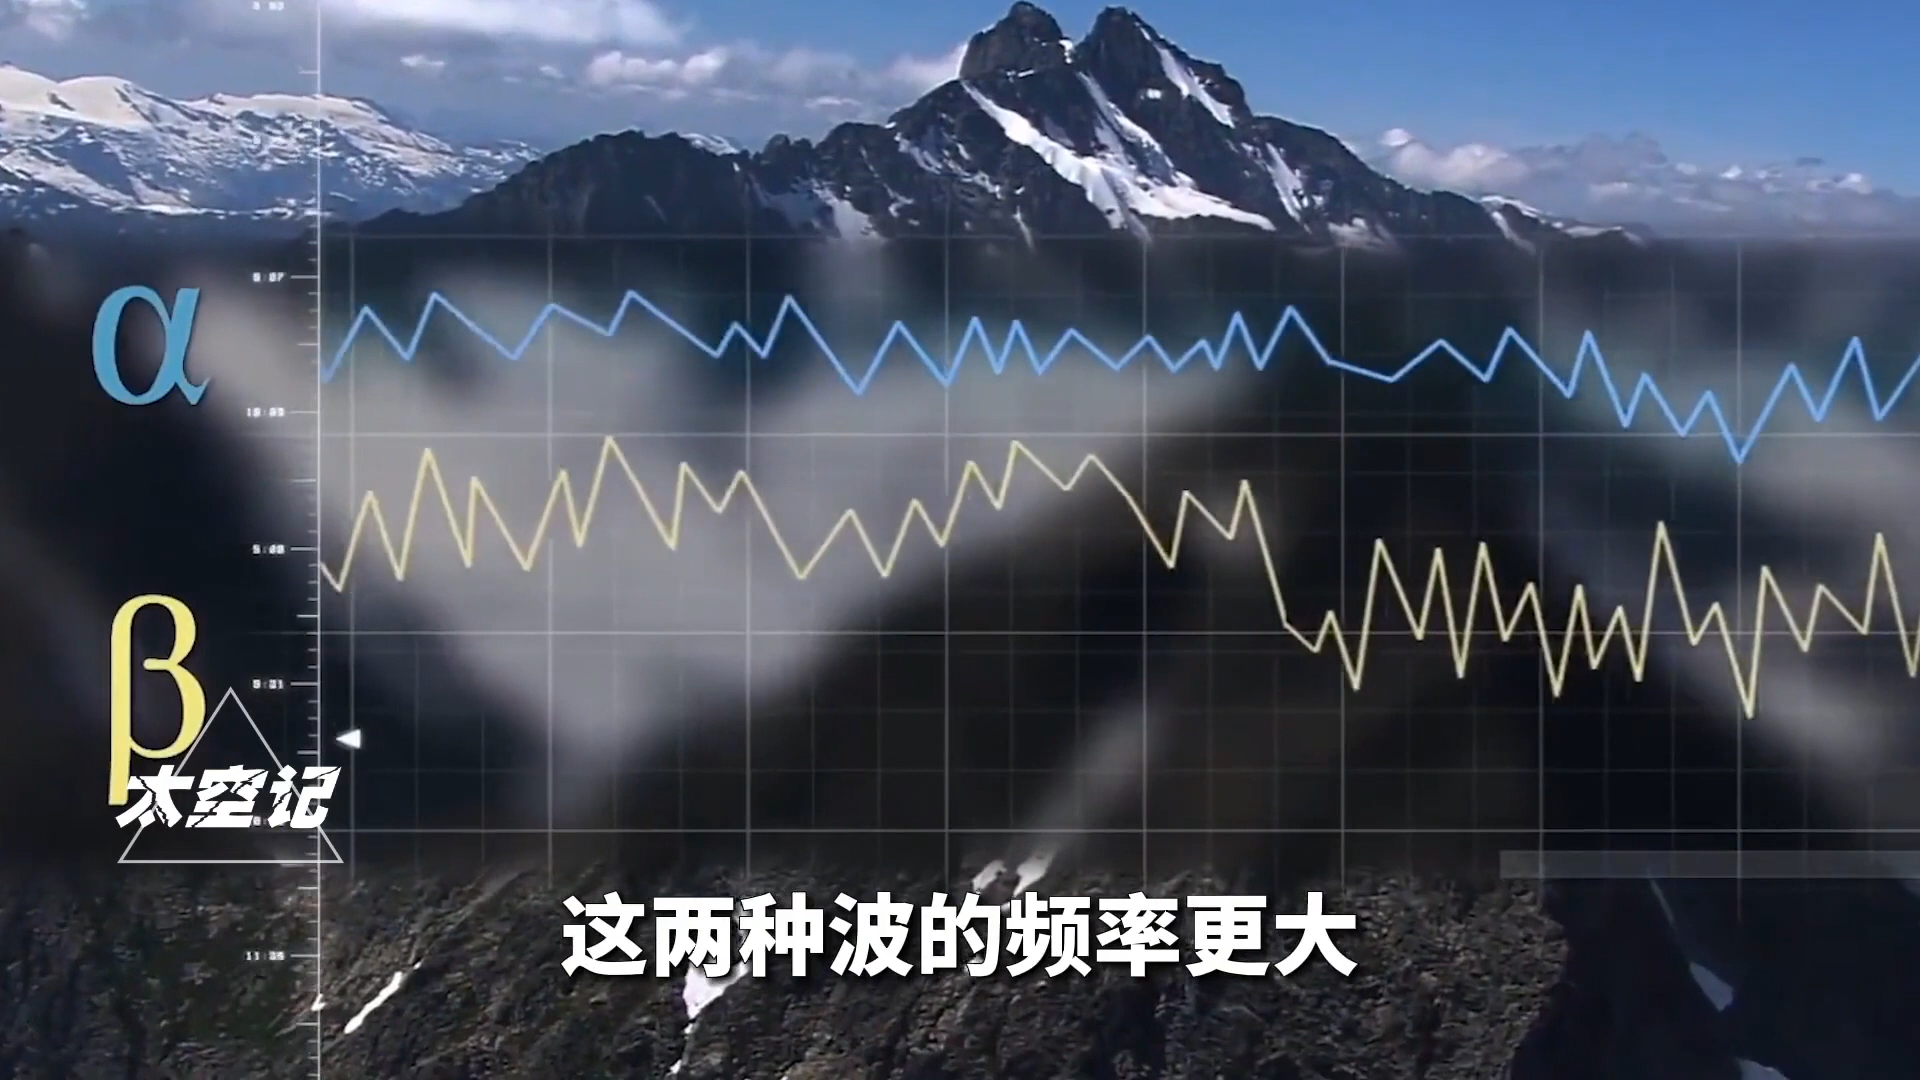 α
β
太空记
这两种波的频率更大